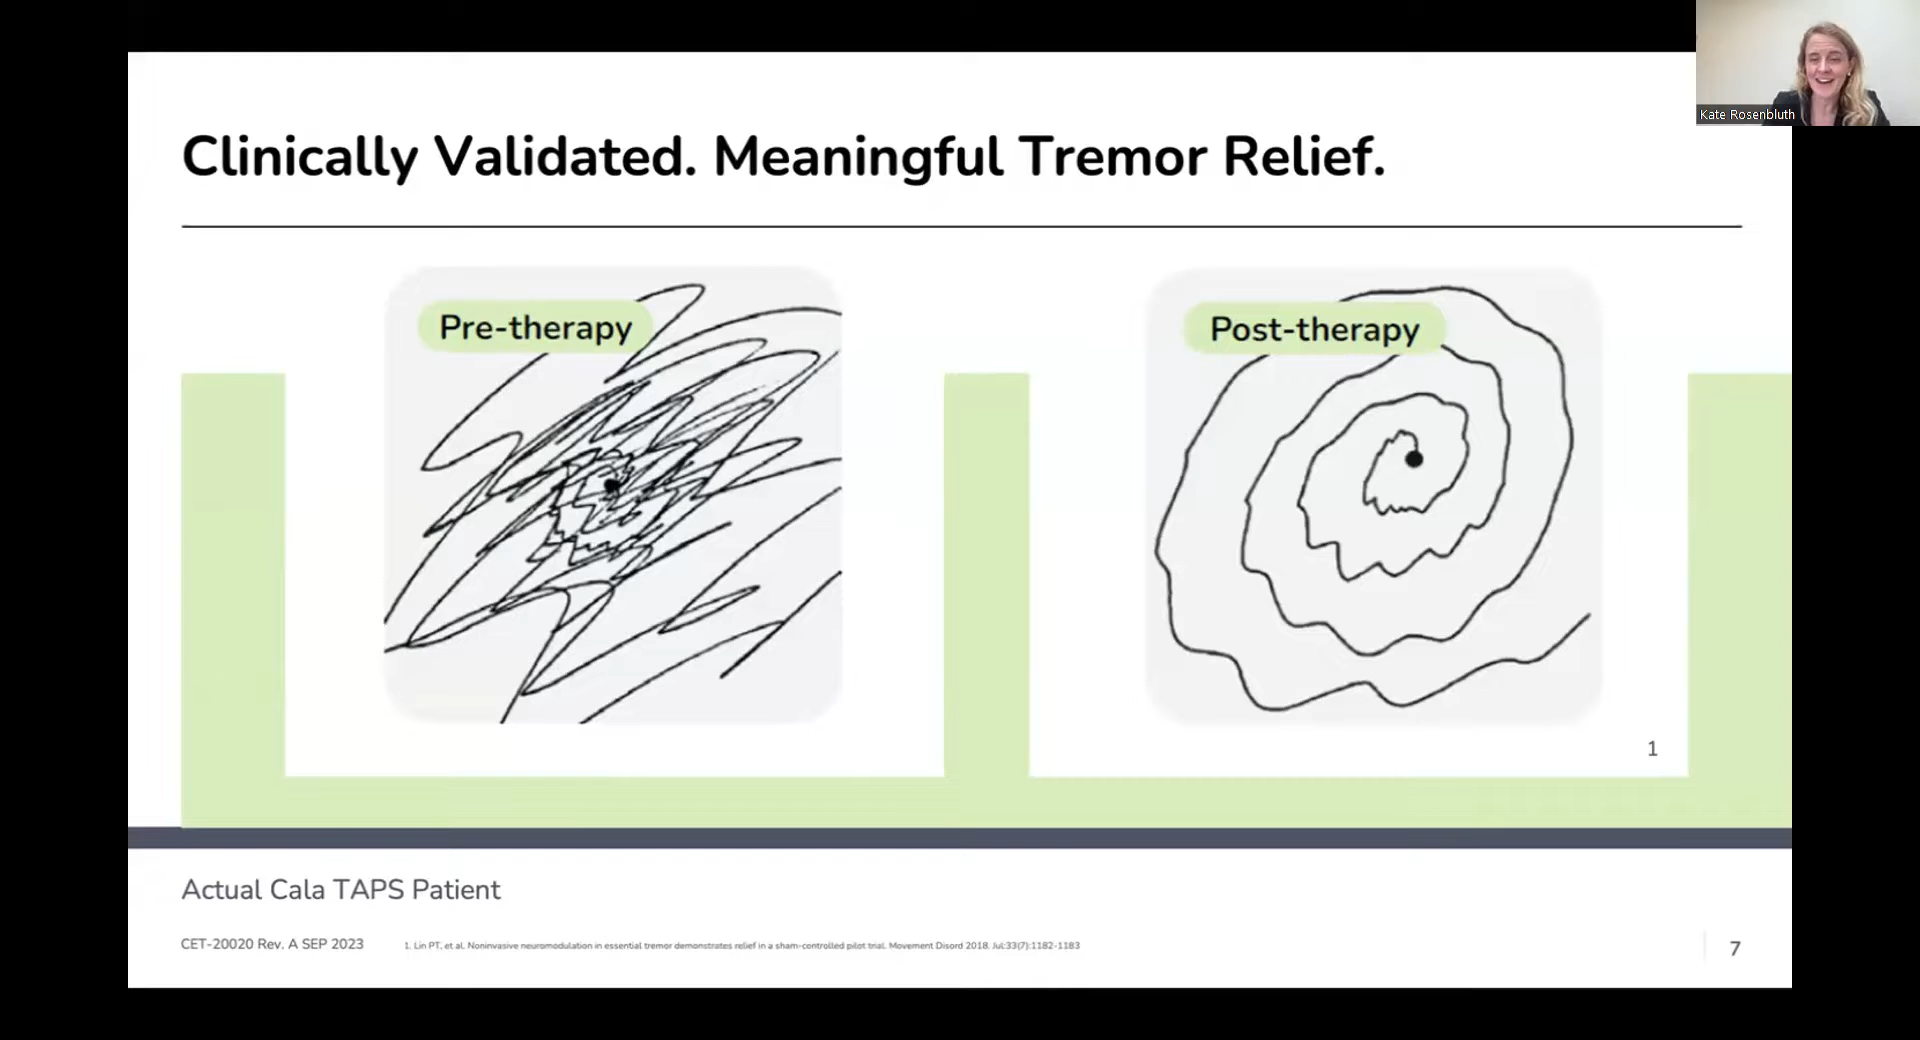 Kate Rosenbluth
Clinically Validated. Meaningful Tremor Relief.
Pre-therapy
Post-therapy
1
Actual Cala TAPS Patient
CET-20020 Rev. A SEP 2023
1. Lin PT, et al. Noninvasive neuromodulation in essential tremor demonstrates relief in a sham-controlled pilot trial. Movement Disord 2018. Jul:33(7):1182-1183
7